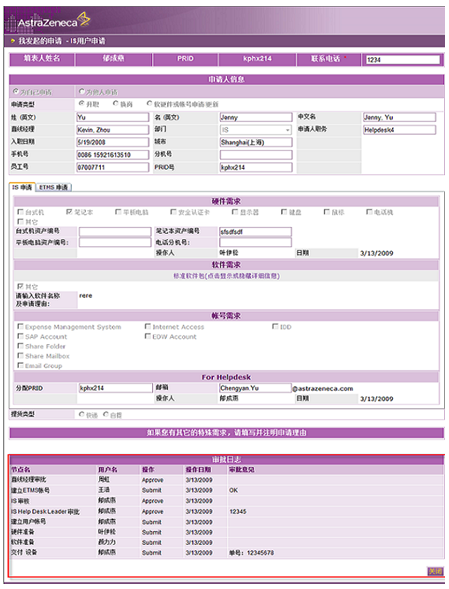 AstraZeneca
我发起的申请 - IS用户申请
填表人姓名 郁成燕 PRID kphx214 联系电话 * 1234
申请人信息
为自己申请 为他人申请
申请类型 升职 换岗 软硬件或帐号申请/更新
姓 (英文) Yu 名 (英文) Jenny 中文名 Jenny, Yu
直线经理 Kevin, Zhou 部门 IS 申请人职务 Helpdesk4
入职日期 5/19/2008 城市 Shanghai(上海)
手机号 0086 15921613510 分机号
员工号 07007711 PRID号 kphx214
IS 申请 ETMS 申请
硬件需求
台式机 笔记本 平板电脑 安全认证卡 显示器 键盘 鼠标 电话机
其它
台式机资产编号 笔记本资产编号 sfsdfsdf
平板电脑资产编号: 电话分机号:
操作人 叶伊铨 日期 3/13/2009
软件需求
标准软件包(点击显示或隐藏详细信息)
其它
请输入软件名称 rere
及申请理由:
帐号需求
Expense Management System Internet Access IDD
SAP Account EOW Account
Share Folder
Share Mailbox
Email Group
For Helpdesk
分配PRID kphx214 邮箱 Chengyan.Yu @astrazeneca.com
操作人 郁成燕 日期 3/13/2009
提货类型 快递 自取
如果您有其它的特殊需求，请填写并注明申请理由
审批日志
节点名 用户名 操作 操作日期 审批意见
直线经理审批 周虹 Approve 3/13/2009
建立ETMS帐号 王洁 Submit 3/13/2009 OK
IS 审核 郁成燕 Approve 3/13/2009
IS Help Desk Leader 审批 郁成燕 Approve 3/13/2009 12345
建立用户帐号 郁成燕 Submit 3/13/2009
硬件准备 叶伊铨 Submit 3/13/2009
软件准备 顾力力 Submit 3/13/2009
交付 设备 郁成燕 Submit 3/13/2009 单号: 12345678
关闭